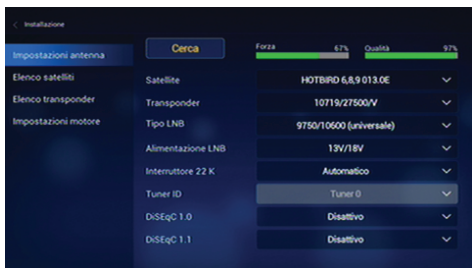 Installazione
Impostazioni antenna
Elenco satelliti
Elenco transponder
Impostazioni motore
Cerca
Forza 67% Qualità 97%
Satellite HOTBIRD 6,8,9 013.0E
Transponder 10719/27500/V
Tipo LNB 9750/10600 (universale)
Alimentazione LNB 13V/18V
Interruttore 22 K Automatico
Tuner ID Tuner 0
DiSEqC 1.0 Disattivo
DiSEqC 1.1 Disattivo